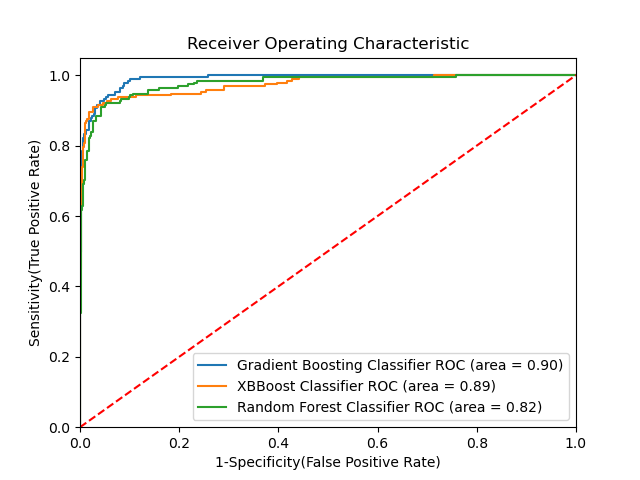 Receiver Operating Characteristic
1.0
0.8
0.6
0.4
0.2
0.0
Sensitivity(True Positive Rate)
Gradient Boosting Classifier ROC (area = 0.90)
XBBoost Classifier ROC (area = 0.89)
Random Forest Classifier ROC (area = 0.82)
0.0 0.2 0.4 0.6 0.8 1.0
1-Specificity(False Positive Rate)